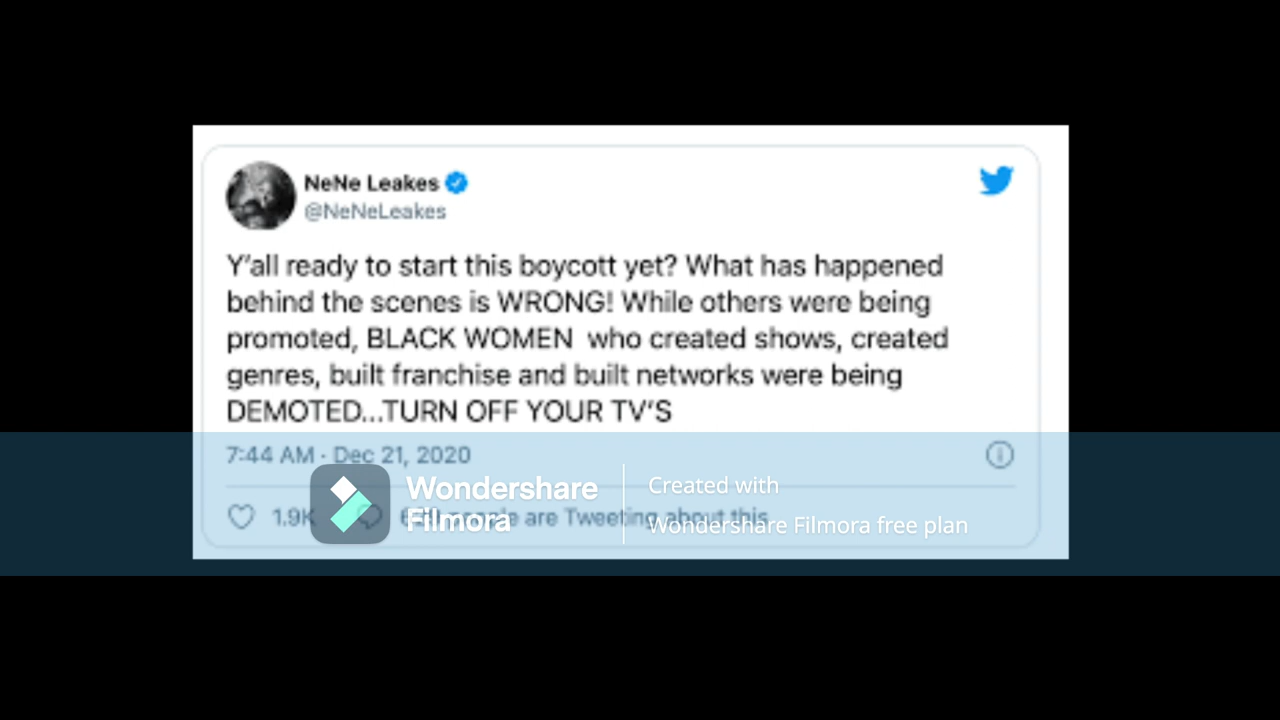 NeNe Leakes
@NeNeLeakes
Y'all ready to start this boycott yet? What has happened
behind the scenes is WRONG! While others were being
promoted, BLACK WOMEN who created shows, created
genres, built franchise and built networks were being
DEMOTED...TURN OFF YOUR TV'S
7:44 AM · Dec 21, 2020
1.9K are Tweeting about this
Wondershare
Filmora
Created with
Wondershare Filmora free plan